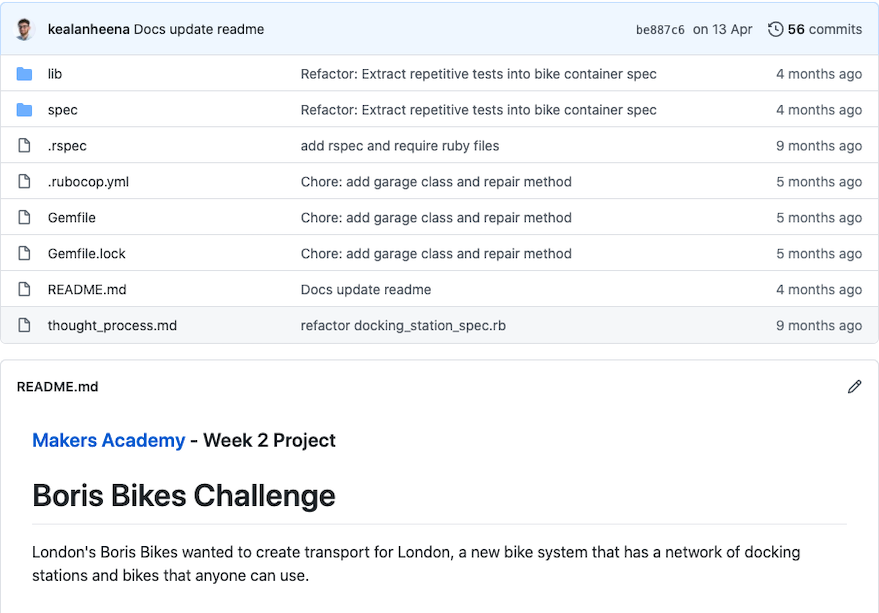 kealanheena Docs update readme be887c6 on 13 Apr 56 commits
lib Refactor: Extract repetitive tests into bike container spec 4 months ago
spec Refactor: Extract repetitive tests into bike container spec 4 months ago
.rspec add rspec and require ruby files 9 months ago
.rubocop.yml Chore: add garage class and repair method 5 months ago
Gemfile Chore: add garage class and repair method 5 months ago
Gemfile.lock Chore: add garage class and repair method 5 months ago
README.md Docs update readme 4 months ago
thought_process.md refactor docking_station_spec.rb 9 months ago
README.md
Makers Academy - Week 2 Project
Boris Bikes Challenge
London's Boris Bikes wanted to create transport for London, a new bike system that has a network of docking
stations and bikes that anyone can use.